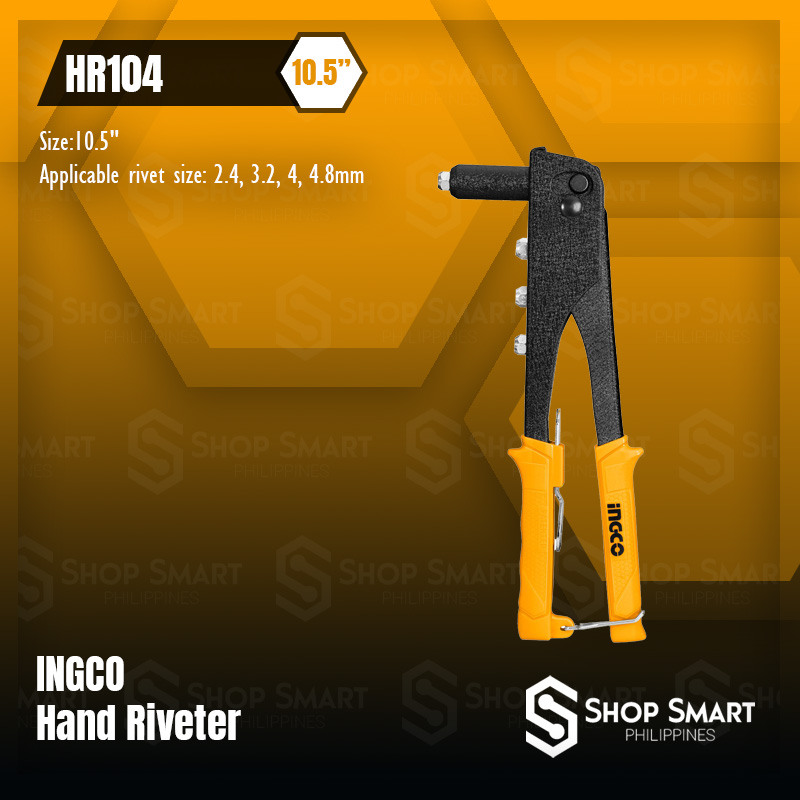 HR104
10.5”
Size:10.5"
Applicable rivet size: 2.4, 3.2, 4, 4.8mm
INGCO
INGCO
Hand Riveter
SHOP SMART
PHILIPPINES